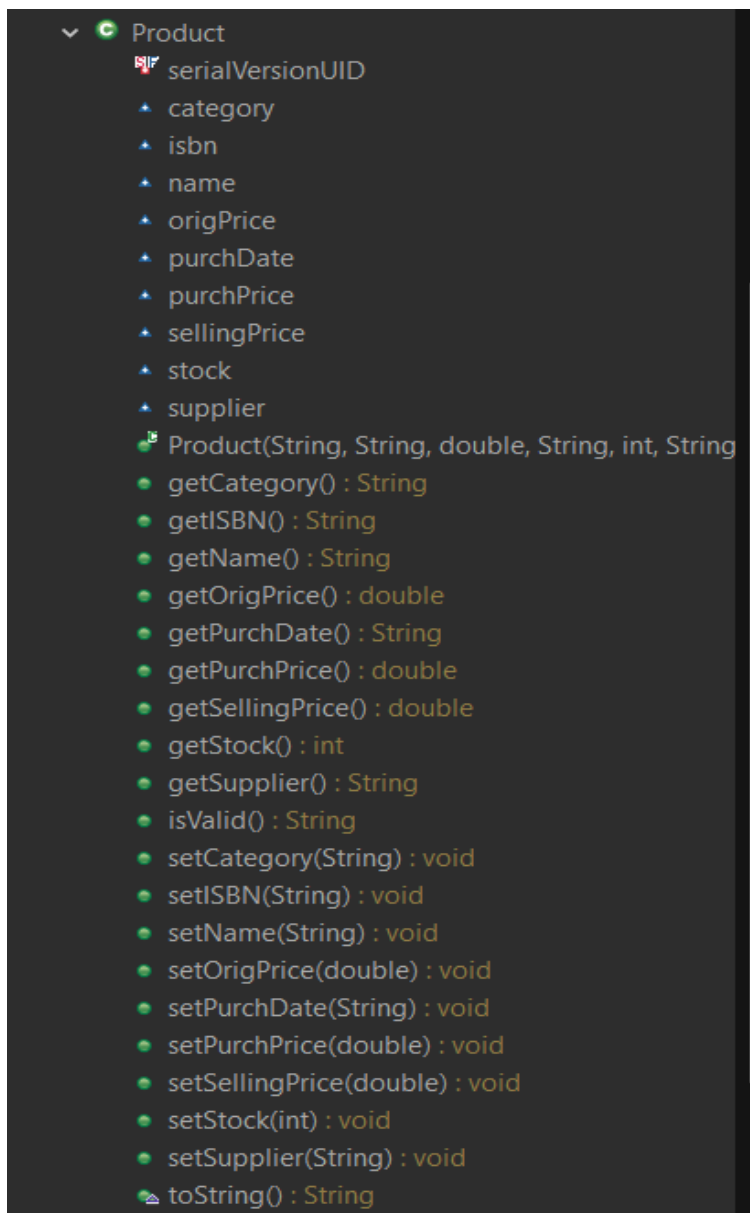 Product
serialVersionUID
category
isbn
name
origPrice
purchDate
purchPrice
sellingPrice
stock
supplier
Product(String, String, double, String, int, String
getCategory() : String
getISBN() : String
getName() : String
getOrigPrice() : double
getPurchDate() : String
getPurchPrice() : double
getSellingPrice() : double
getStock() : int
getSupplier() : String
isValid() : String
setCategory(String) : void
setISBN(String) : void
setName(String) : void
setOrigPrice(double) : void
setPurchDate(String) : void
setPurchPrice(double) : void
setSellingPrice(double) : void
setStock(int) : void
setSupplier(String) : void
toString() : String